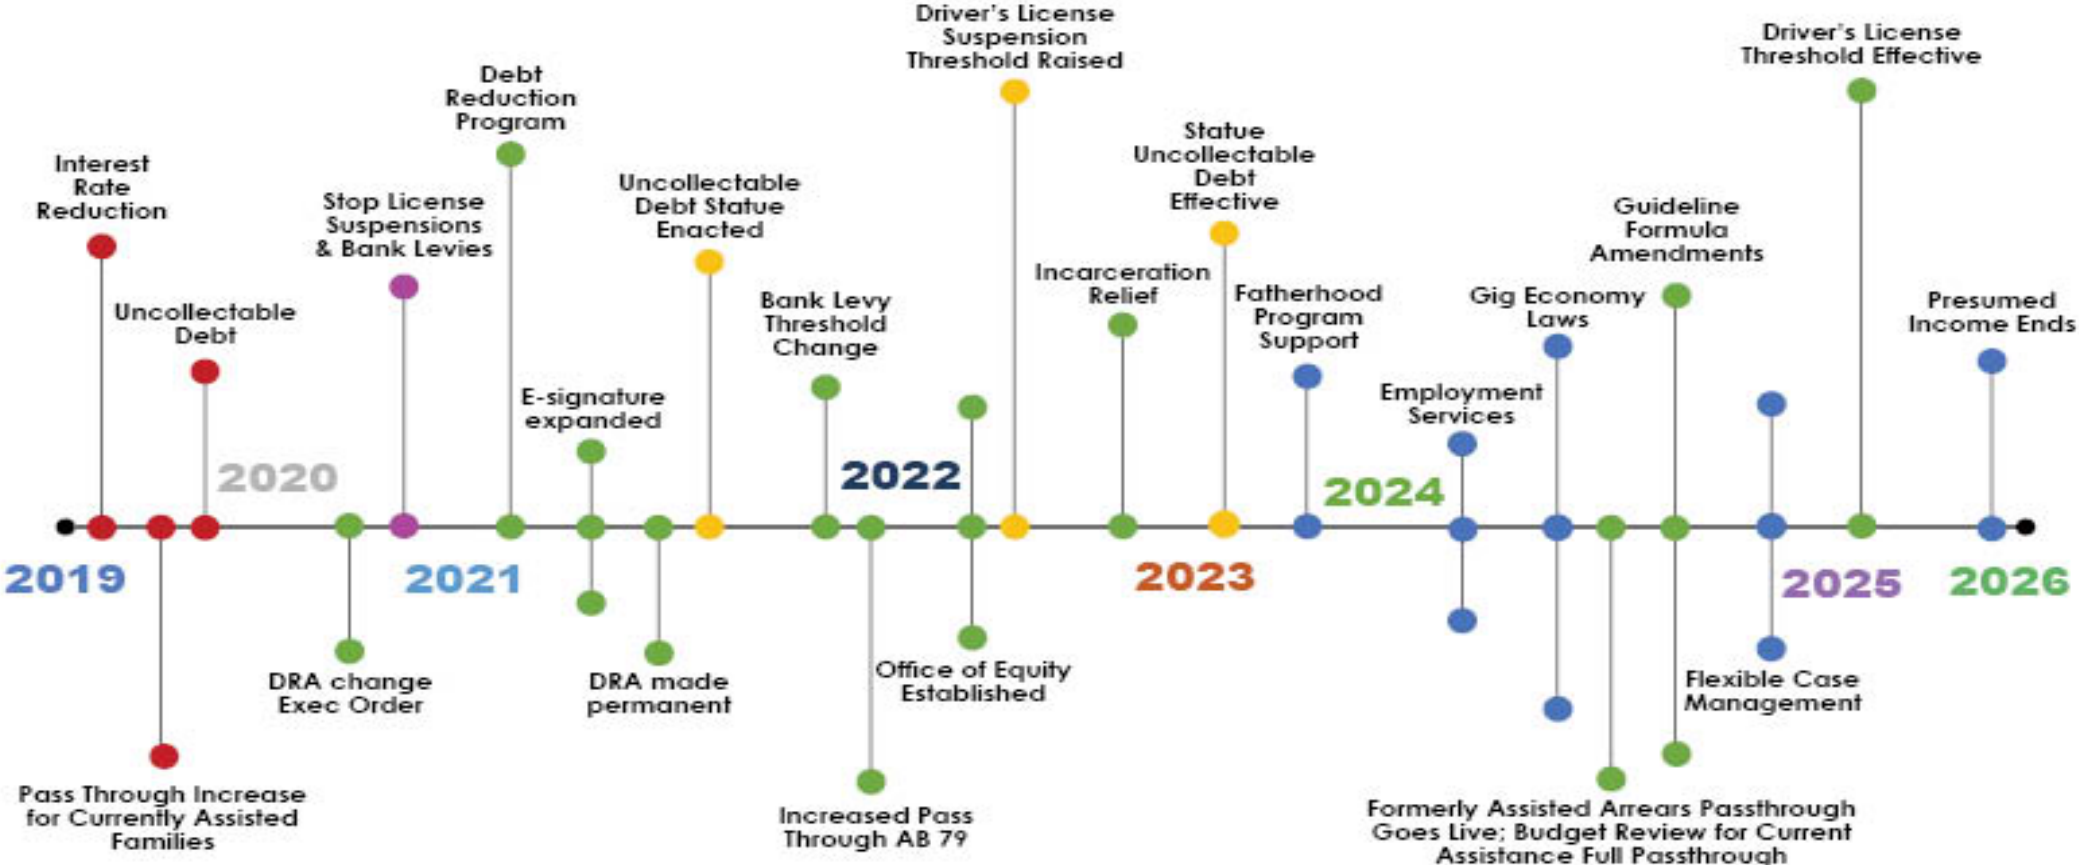 Driver's License
Suspension
Threshold Raised
Driver's License
Threshold Effective
Debt
Reduction
Program
Statue
Uncollectable
Debt
Effective
Interest
Rate
Reduction
Stop License
Suspensions
& Bank Levies
Uncollectable
Debt Statue
Enacted
Guideline
Formula
Amendments
Uncollectable
Debt
Bank Levy
Threshold
Change
Incarceration
Relief
Fatherhood
Program
Support
Gig Economy
Laws
Presumed
Income Ends
E-signature
expanded
Employment
Services
2020
2022
2024
2019
2021
2023
2025
2026
DRA change
Exec Order
DRA made
permanent
Office of Equity
Established
Flexible Case
Management
Pass Through Increase
for Currently Assisted
Families
Increased Pass
Through AB 79
Formerly Assisted Arrears Passthrough
Goes Live; Budget Review for Current
Assistance Full Passthrough